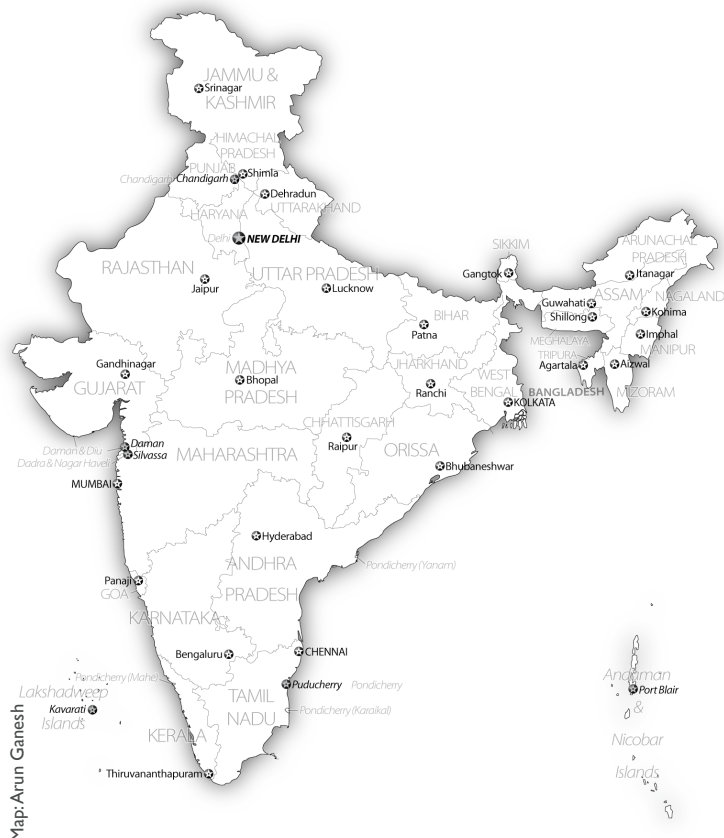 JAMMU &
KASHMIR
Srinagar
HIMACHAL
PRADESH
PUNJAB
Shimla
Chandigarh
Chandigarh
Dehradun
UTTARAKHAND
HARYANA
Delhi
NEW DELHI
RAJASTHAN
Jaipur
UTTAR PRADESH
Lucknow
SIKKIM
Gangtok
ARUNACHAL
PRADESH
Itanagar
ASSAM
NAGALAND
Guwahati
Shillong
Kohima
Imphal
MEGHALAYA
MANIPUR
TRIPURA
Agartala
Aizwal
MIZORAM
BANGLADESH
BIHAR
Patna
JHARKHAND
Ranchi
WEST
BENGAL
KOLKATA
Gandhinagar
GUJARAT
MADHYA
PRADESH
Bhopal
CHHATTISGARH
Raipur
ORISSA
Bhubaneshwar
Daman & Diu
Daman
Dadra & Nagar Haveli
Silvassa
MAHARASHTRA
MUMBAI
Hyderabad
ANDHRA
PRADESH
Pondicherry (Yanam)
Panaji
GOA
KARNATAKA
Bengaluru
CHENNAI
Pondicherry (Mahe)
Puducherry
Pondicherry
Pondicherry (Karaikal)
TAMIL
NADU
KERALA
Thiruvananthapuram
Lakshadweep
Islands
Kavarati
Andaman
&
Nicobar
Islands
Port Blair
Map: Arun Ganesh